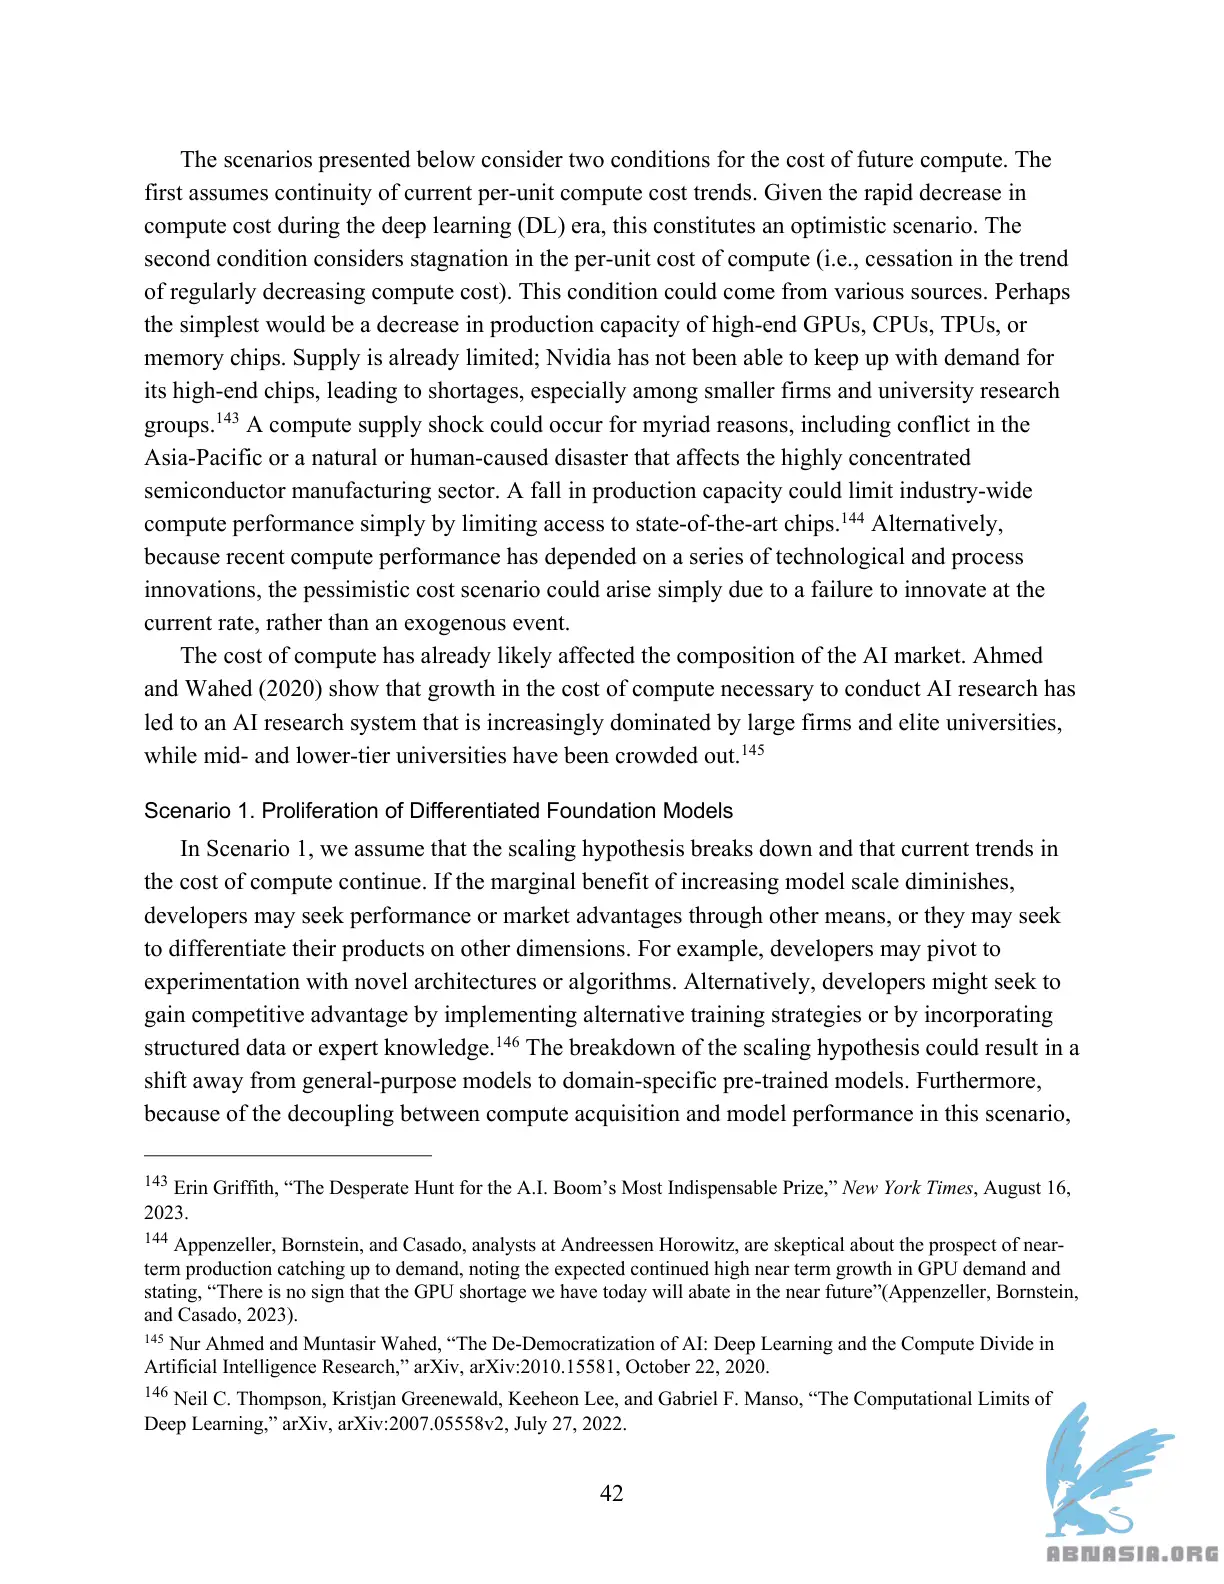 The scenarios presented below consider two conditions for the cost of future compute. The
first assumes continuity of current per-unit compute cost trends. Given the rapid decrease in
compute cost during the deep learning (DL) era, this constitutes an optimistic scenario. The
second condition considers stagnation in the per-unit cost of compute (i.e., cessation in the trend
of regularly decreasing compute cost). This condition could come from various sources. Perhaps
the simplest would be a decrease in production capacity of high-end GPUs, CPUs, TPUs, or
memory chips. Supply is already limited; Nvidia has not been able to keep up with demand for
its high-end chips, leading to shortages, especially among smaller firms and university research
groups.143 A compute supply shock could occur for myriad reasons, including conflict in the
Asia-Pacific or a natural or human-caused disaster that affects the highly concentrated
semiconductor manufacturing sector. A fall in production capacity could limit industry-wide
compute performance simply by limiting access to state-of-the-art chips.144 Alternatively,
because recent compute performance has depended on a series of technological and process
innovations, the pessimistic cost scenario could arise simply due to a failure to innovate at the
current rate, rather than an exogenous event.
The cost of compute has already likely affected the composition of the AI market. Ahmed
and Wahed (2020) show that growth in the cost of compute necessary to conduct AI research has
led to an AI research system that is increasingly dominated by large firms and elite universities,
while mid- and lower-tier universities have been crowded out.145
Scenario 1. Proliferation of Differentiated Foundation Models
In Scenario 1, we assume that the scaling hypothesis breaks down and that current trends in
the cost of compute continue. If the marginal benefit of increasing model scale diminishes,
developers may seek performance or market advantages through other means, or they may seek
to differentiate their products on other dimensions. For example, developers may pivot to
experimentation with novel architectures or algorithms. Alternatively, developers might seek to
gain competitive advantage by implementing alternative training strategies or by incorporating
structured data or expert knowledge.146 The breakdown of the scaling hypothesis could result in a
shift away from general-purpose models to domain-specific pre-trained models. Furthermore,
because of the decoupling between compute acquisition and model performance in this scenario,
143 Erin Griffith, “The Desperate Hunt for the A.I. Boom’s Most Indispensable Prize,” New York Times, August 16,
2023.
144 Appenzeller, Bornstein, and Casado, analysts at Andreessen Horowitz, are skeptical about the prospect of near-
term production catching up to demand, noting the expected continued high near term growth in GPU demand and
stating, “There is no sign that the GPU shortage we have today will abate in the near future”(Appenzeller, Bornstein,
and Casado, 2023).
145 Nur Ahmed and Muntasir Wahed, “The De-Democratization of AI: Deep Learning and the Compute Divide in
Artificial Intelligence Research,” arXiv, arXiv:2010.15581, October 22, 2020.
146 Neil C. Thompson, Kristjan Greenewald, Keeheon Lee, and Gabriel F. Manso, “The Computational Limits of
Deep Learning,” arXiv, arXiv:2007.05558v2, July 27, 2022.
42
ABNASIA.ORG